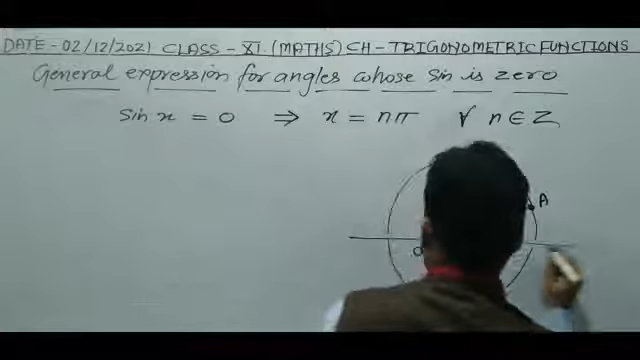 DATE - 02/12/2021 CLASS - XI (MATHS) CH - TRIGONOMETRIC FUNCTIONS
General expression for angles whose Sin is zero
Sin x = 0 ⇒ x = nπ ∀ n ∈ Z
A
O